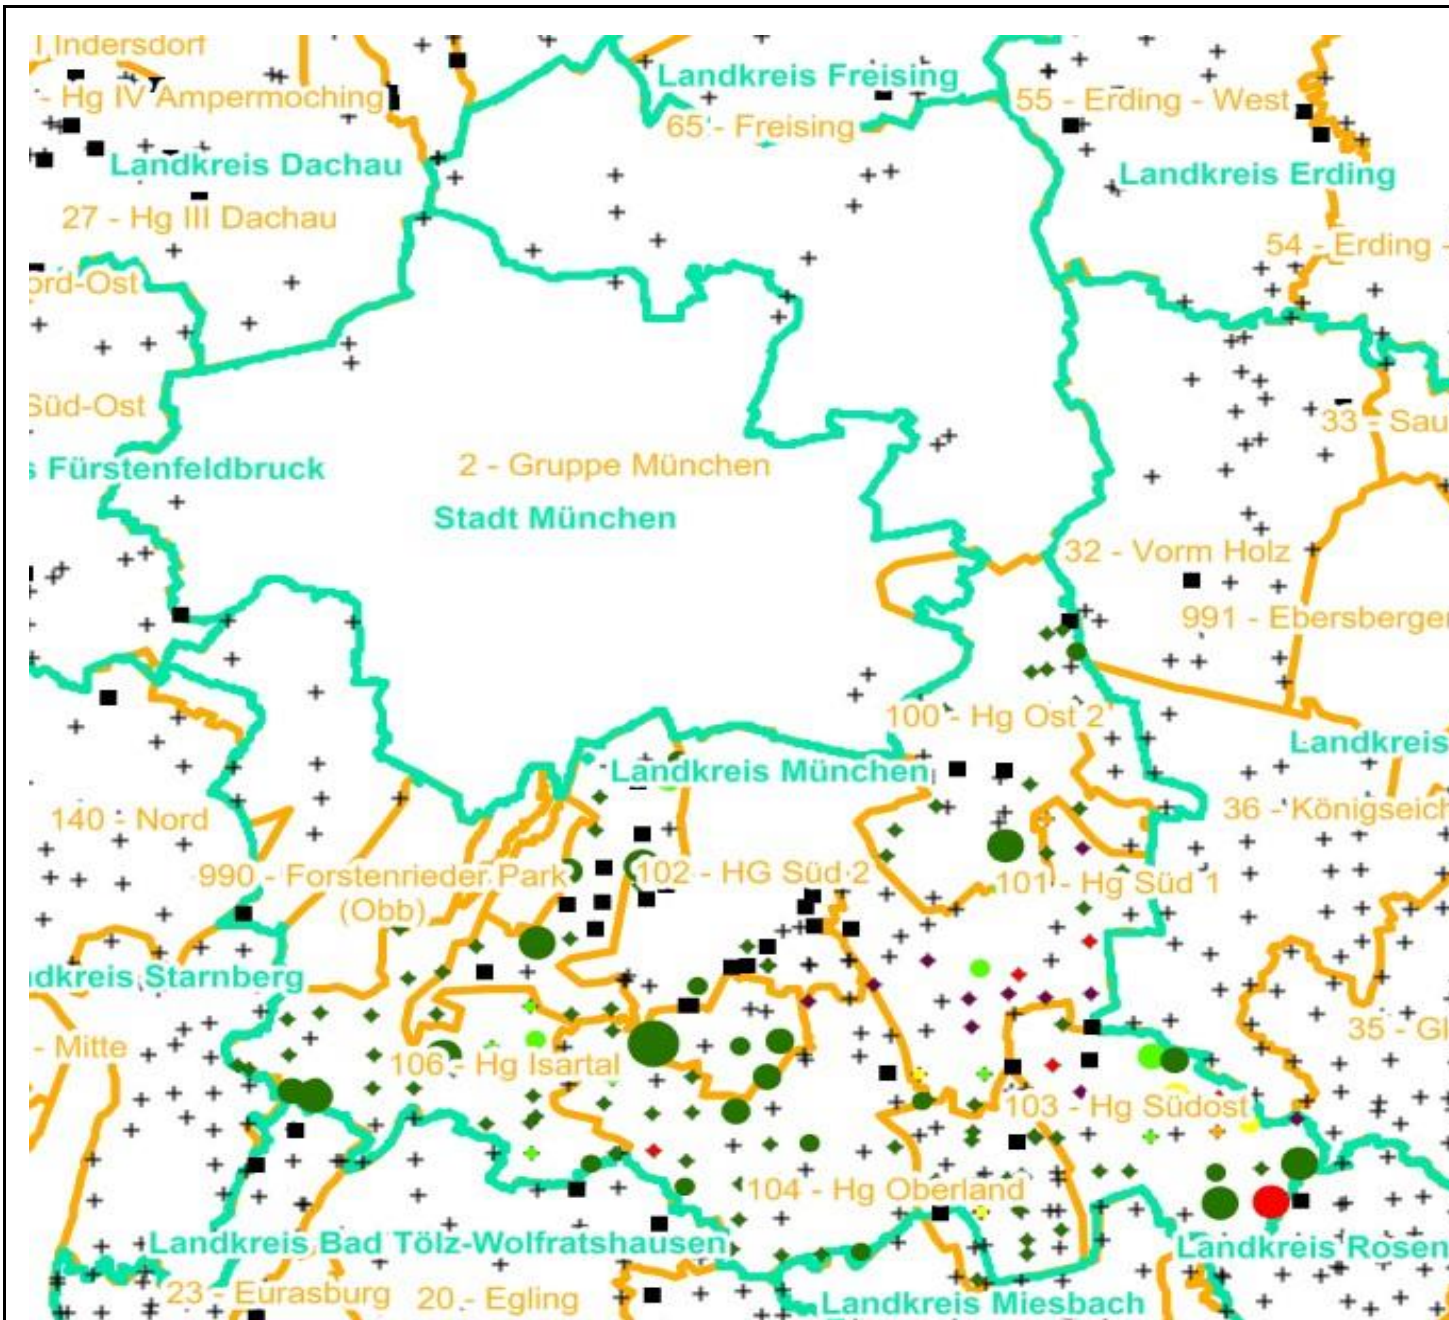 Indersdorf
- Hg IV Ampermoching
Landkreis Freising
55 - Erding - West
65 - Freising
Landkreis Dachau
Landkreis Erding
27 - Hg III Dachau
54 - Erding -
ord-Ost
Süd-Ost
33 - Sau
s Fürstenfeldbruck
2 - Gruppe München
Stadt München
32 - Vorm Holz
991 - Ebersberger
100 - Hg Ost 2
Landkreis
Landkreis München
140 - Nord
36 - Königseich
990 - Forstenrieder Park
(Obb)
102 - HG Süd 2
101 - Hg Süd 1
ndkreis Starnberg
35 - Gl
- Mitte
106 - Hg Isartal
103 - Hg Südost
104 - Hg Oberland
Landkreis Bad Tölz-Wolfratshausen
Landkreis Rosen
23 - Eurasburg
20 - Egling
Landkreis Miesbach